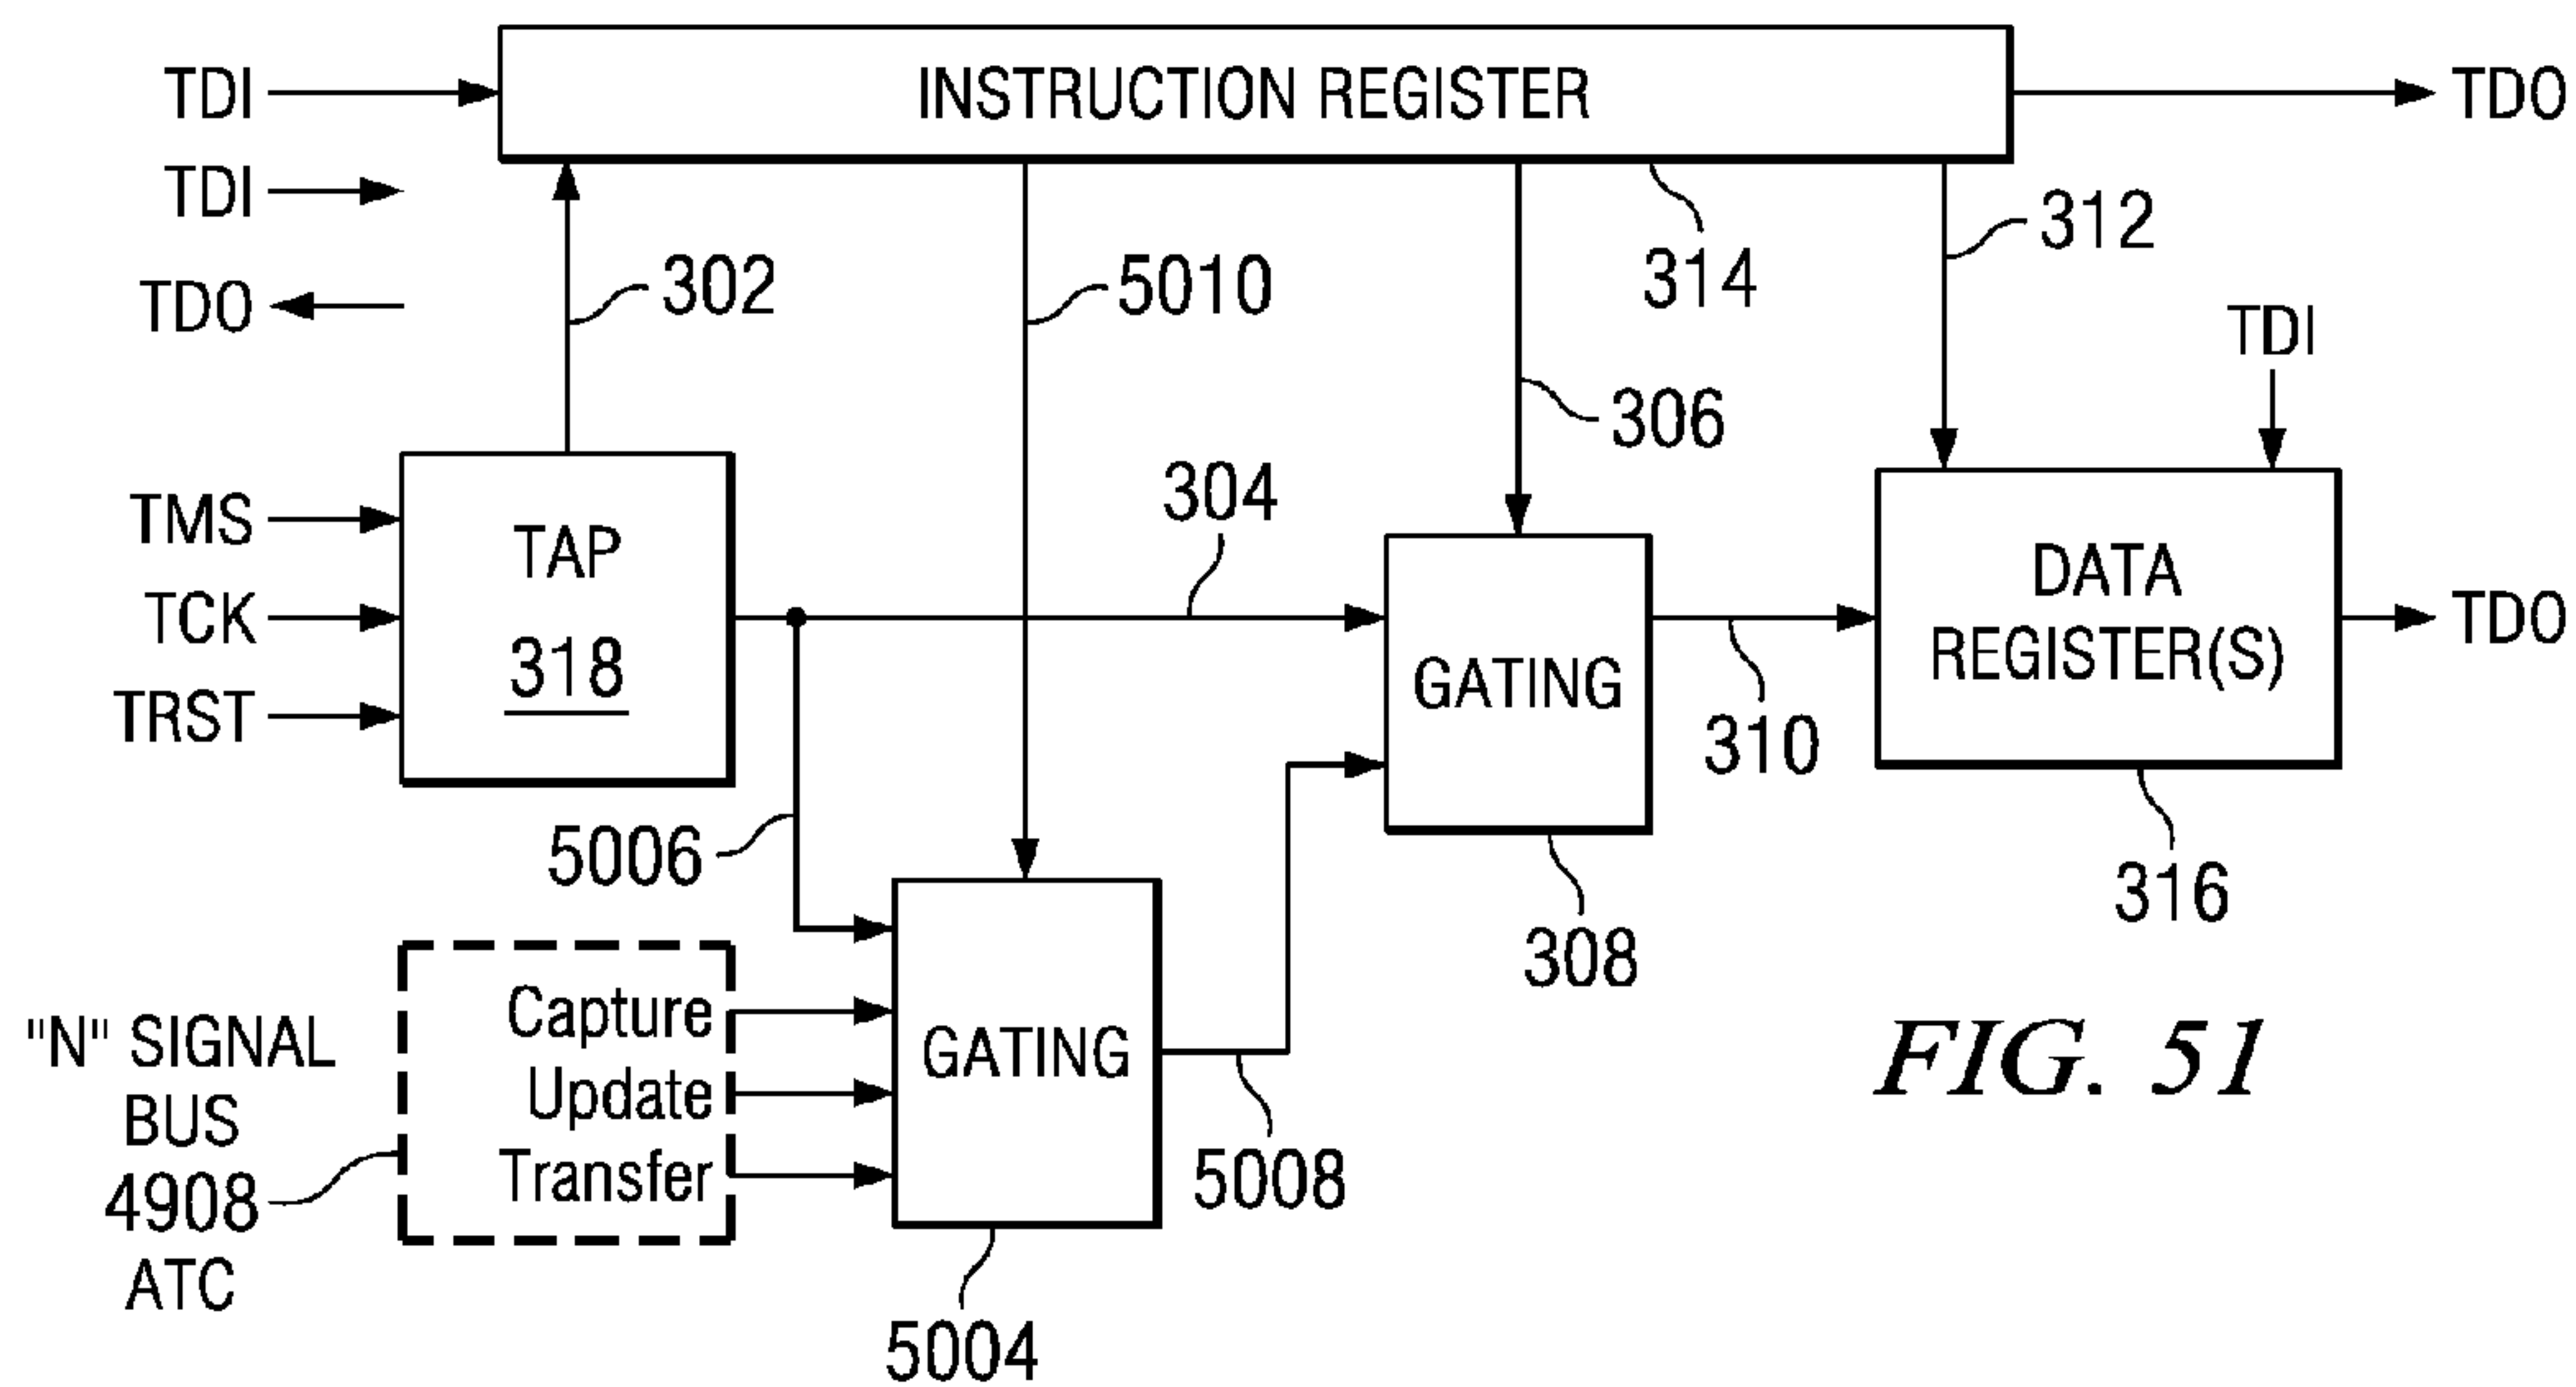 TDI
INSTRUCTION REGISTER
TDO
TDI
TDO
302
5010
314
312
TDI
306
304
TMS
TCK
TRST
TAP
318
GATING
310
DATA
REGISTER(S)
TDO
316
308
5006
"N" SIGNAL
BUS
4908
ATC
Capture
Update
Transfer
GATING
5008
5004
FIG. 51